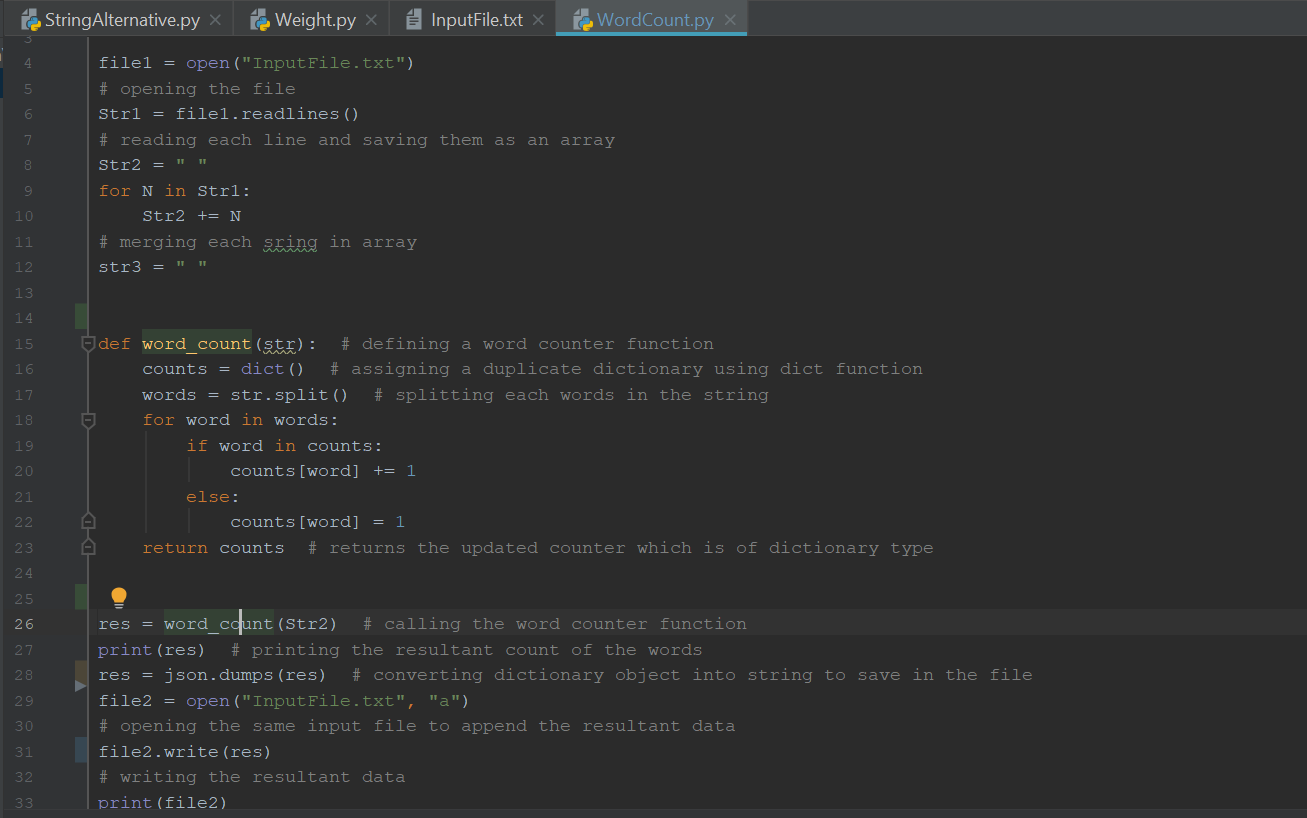 StringAlternative.py Weight.py InputFile.txt WordCount.py
3
4 file1 = open("InputFile.txt")
5 # opening the file
6 Str1 = file1.readlines()
7 # reading each line and saving them as an array
8 Str2 = " "
9 for N in Str1:
10 Str2 += N
11 # merging each sring in array
12 str3 = " "
13
14
15 def word_count(str):  # defining a word counter function
16 counts = dict()  # assigning a duplicate dictionary using dict function
17 words = str.split()  # splitting each words in the string
18 for word in words:
19 if word in counts:
20 counts[word] += 1
21 else:
22 counts[word] = 1
23 return counts  # returns the updated counter which is of dictionary type
24
25
26 res = word_count(Str2)  # calling the word counter function
27 print(res)  # printing the resultant count of the words
28 res = json.dumps(res)  # converting dictionary object into string to save in the file
29 file2 = open("InputFile.txt", "a")
30 # opening the same input file to append the resultant data
31 file2.write(res)
32 # writing the resultant data
33 print(file2)